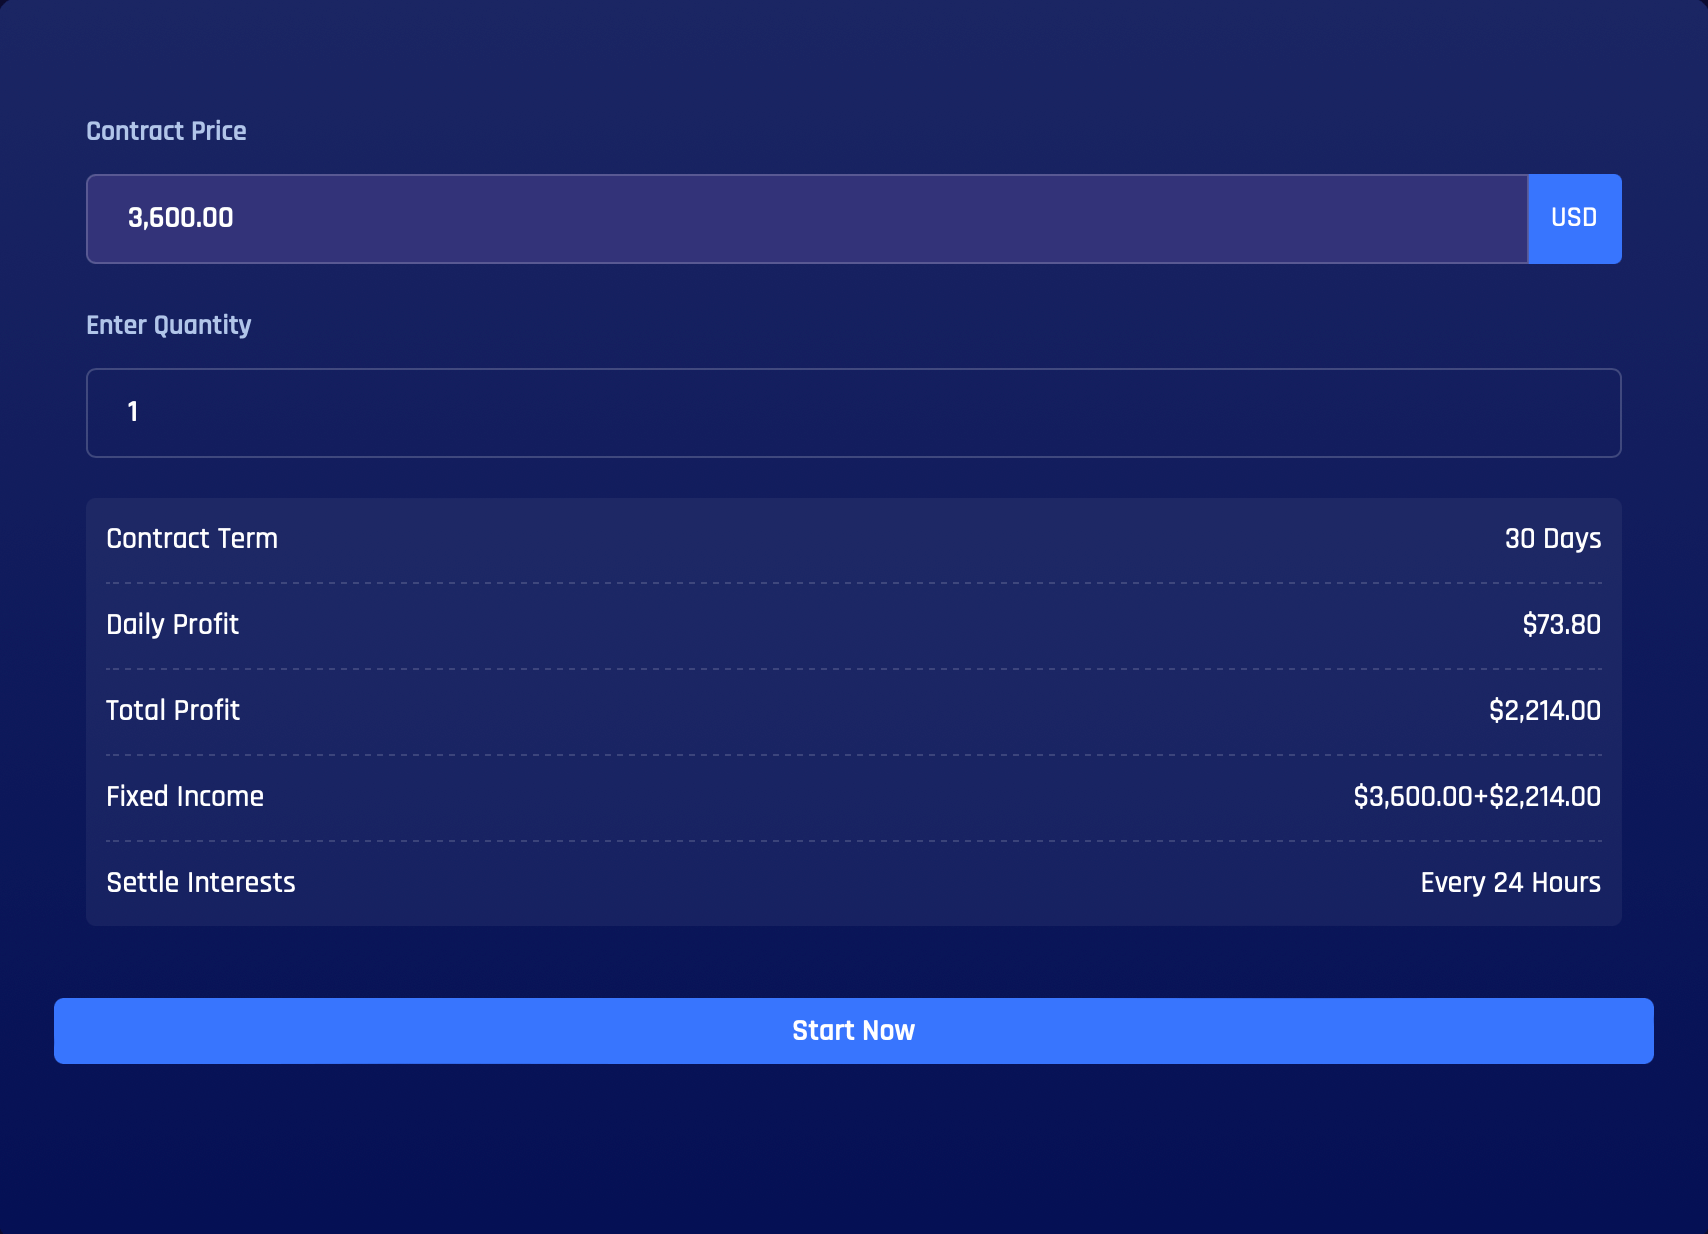 Contract Price
3,600.00 USD
Enter Quantity
1
Contract Term 30 Days
Daily Profit $73.80
Total Profit $2,214.00
Fixed Income $3,600.00+$2,214.00
Settle Interests Every 24 Hours
Start Now